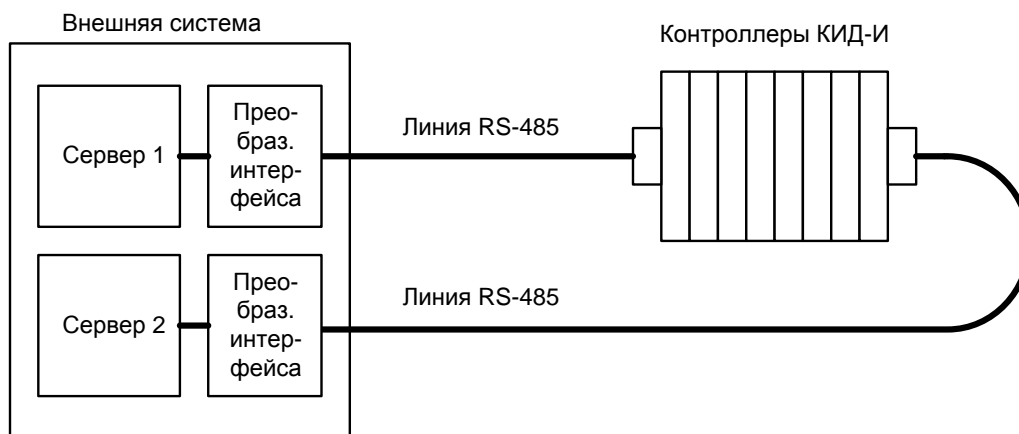 Внешняя система
Контроллеры КИД-И
Сервер 1
Прео-
браз.
интер-
фейса
Линия RS-485
Сервер 2
Прео-
браз.
интер-
фейса
Линия RS-485